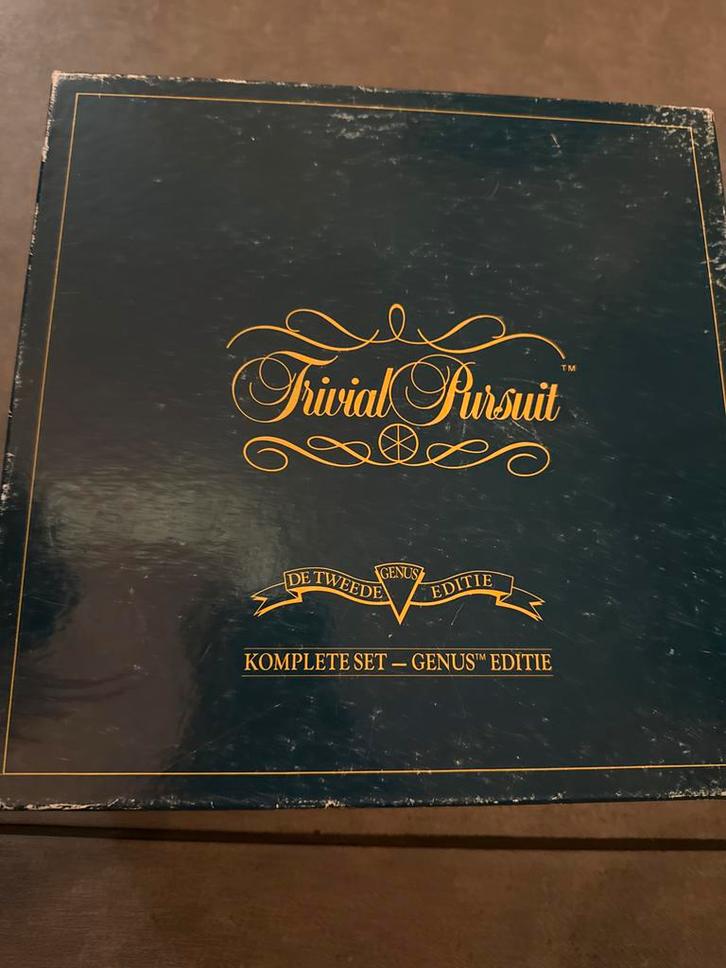 Trivial Pursuit™
DE TWEEDE GENUS EDITIE
KOMPLETE SET – GENUS™ EDITIE